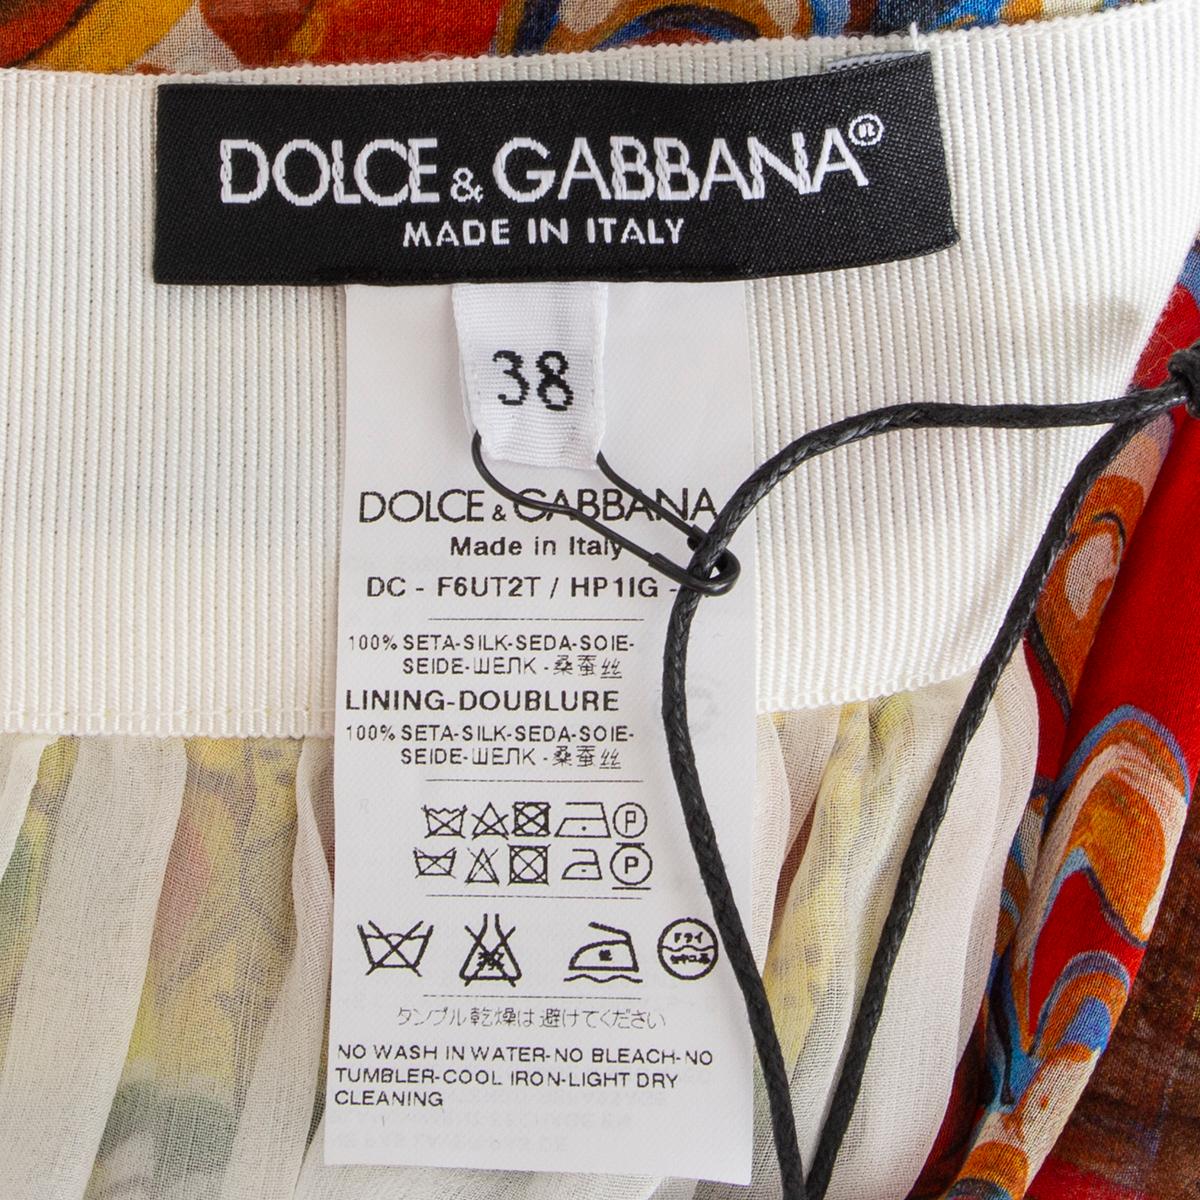 DOLCE & GABBANA®
MADE IN ITALY
38
DOLCE & GABBANA
Made in Italy
DC - F6UT2T / HP1IG -
100% SETA-SILK-SEDA-SOIE-
SEIDE-ШЕЛК-桑蚕丝
LINING-DOUBLURE
100% SETA-SILK-SEDA-SOIE-
SEIDE-ШЕЛК-桑蚕丝
P
P
ドライ
タンブル乾燥は避けてください
NO WASH IN WATER-NO BLEACH-NO
TUMBLER-COOL IRON-LIGHT DRY
CLEANING